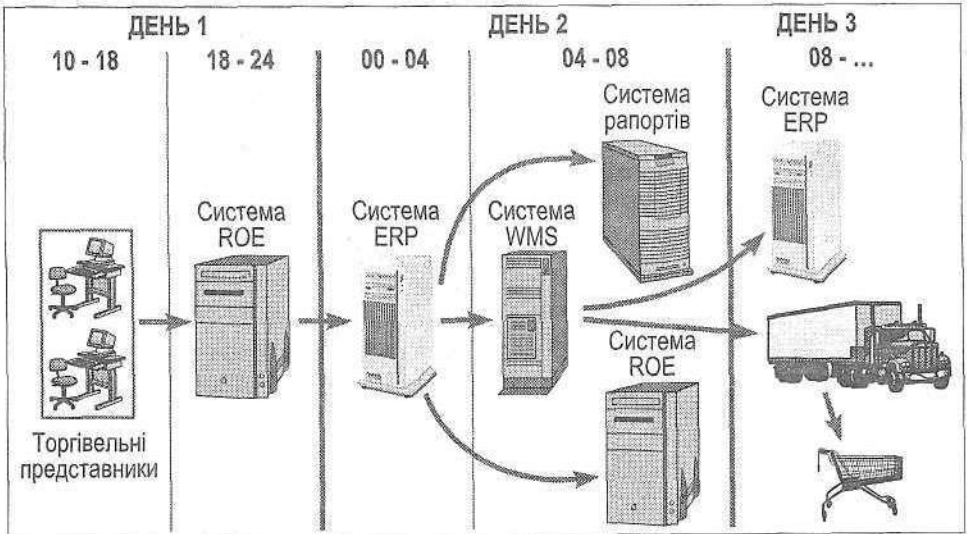 ДЕНЬ 1
ДЕНЬ 2
ДЕНЬ 3
10 - 18
18 - 24
00 - 04
04 - 08
08 - ...
Система
рапортів
Система
ERP
Система
ROE
Система
ERP
Система
WMS
Система
ROE
Торгівельні
представники